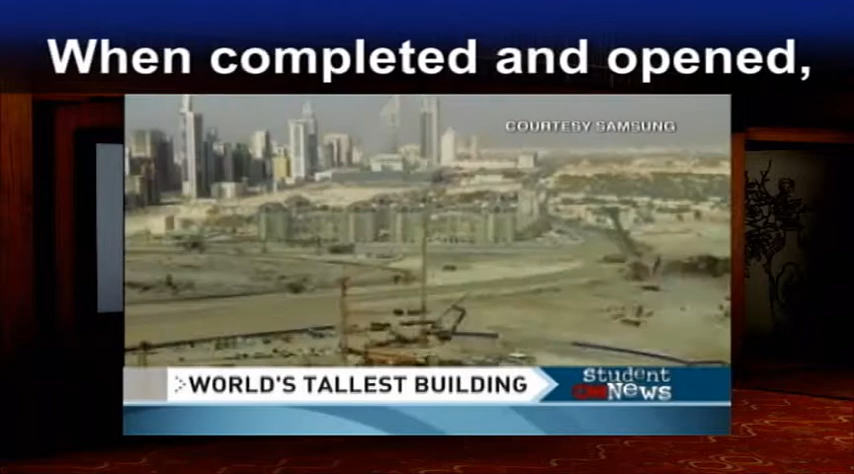 When completed and opened,
COURTESY SAMSUNG
WORLD'S TALLEST BUILDING
student
CNN News